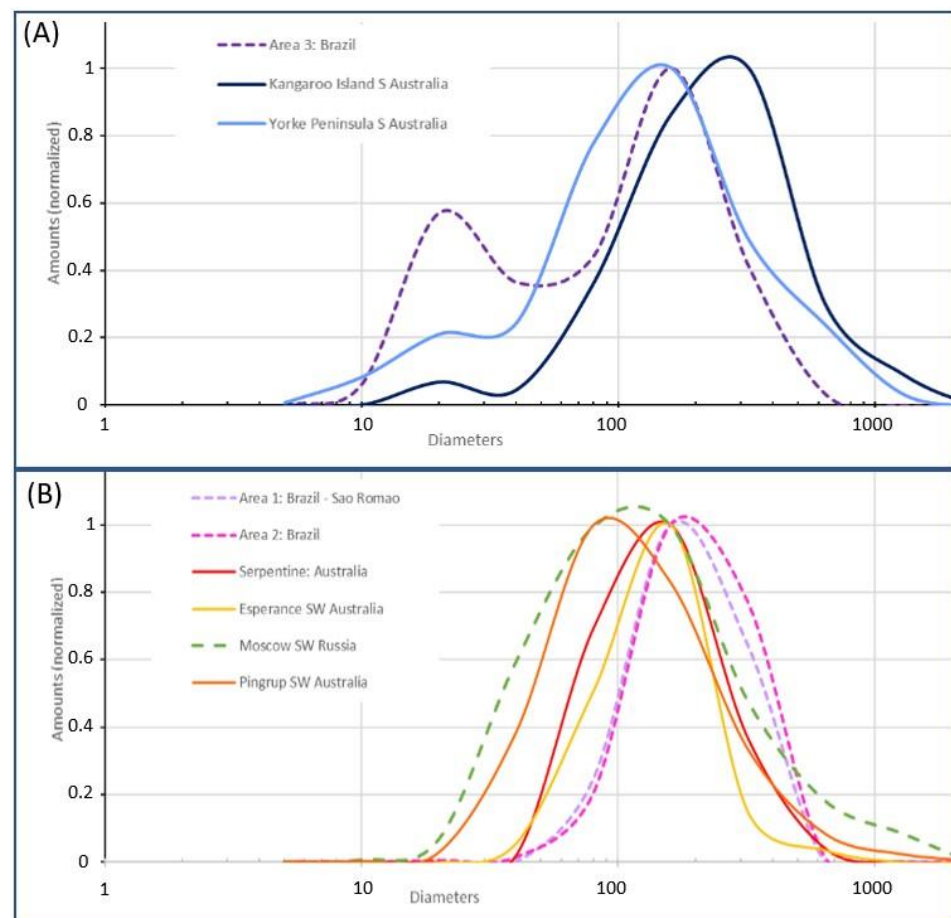 (A)
Area 3: Brazil
Kangaroo Island S Australia
Yorke Peninsula S Australia
Amounts (normalized)
1
0.8
0.6
0.4
0.2
0
1 10 100 1000
Diameters
(B)
Area 1: Brazil - Sao Romao
Area 2: Brazil
Serpentine: Australia
Esperance SW Australia
Moscow SW Russia
Pingrup SW Australia
Amounts (normalized)
1
0.8
0.6
0.4
0.2
0
1 10 100 1000
Diameters